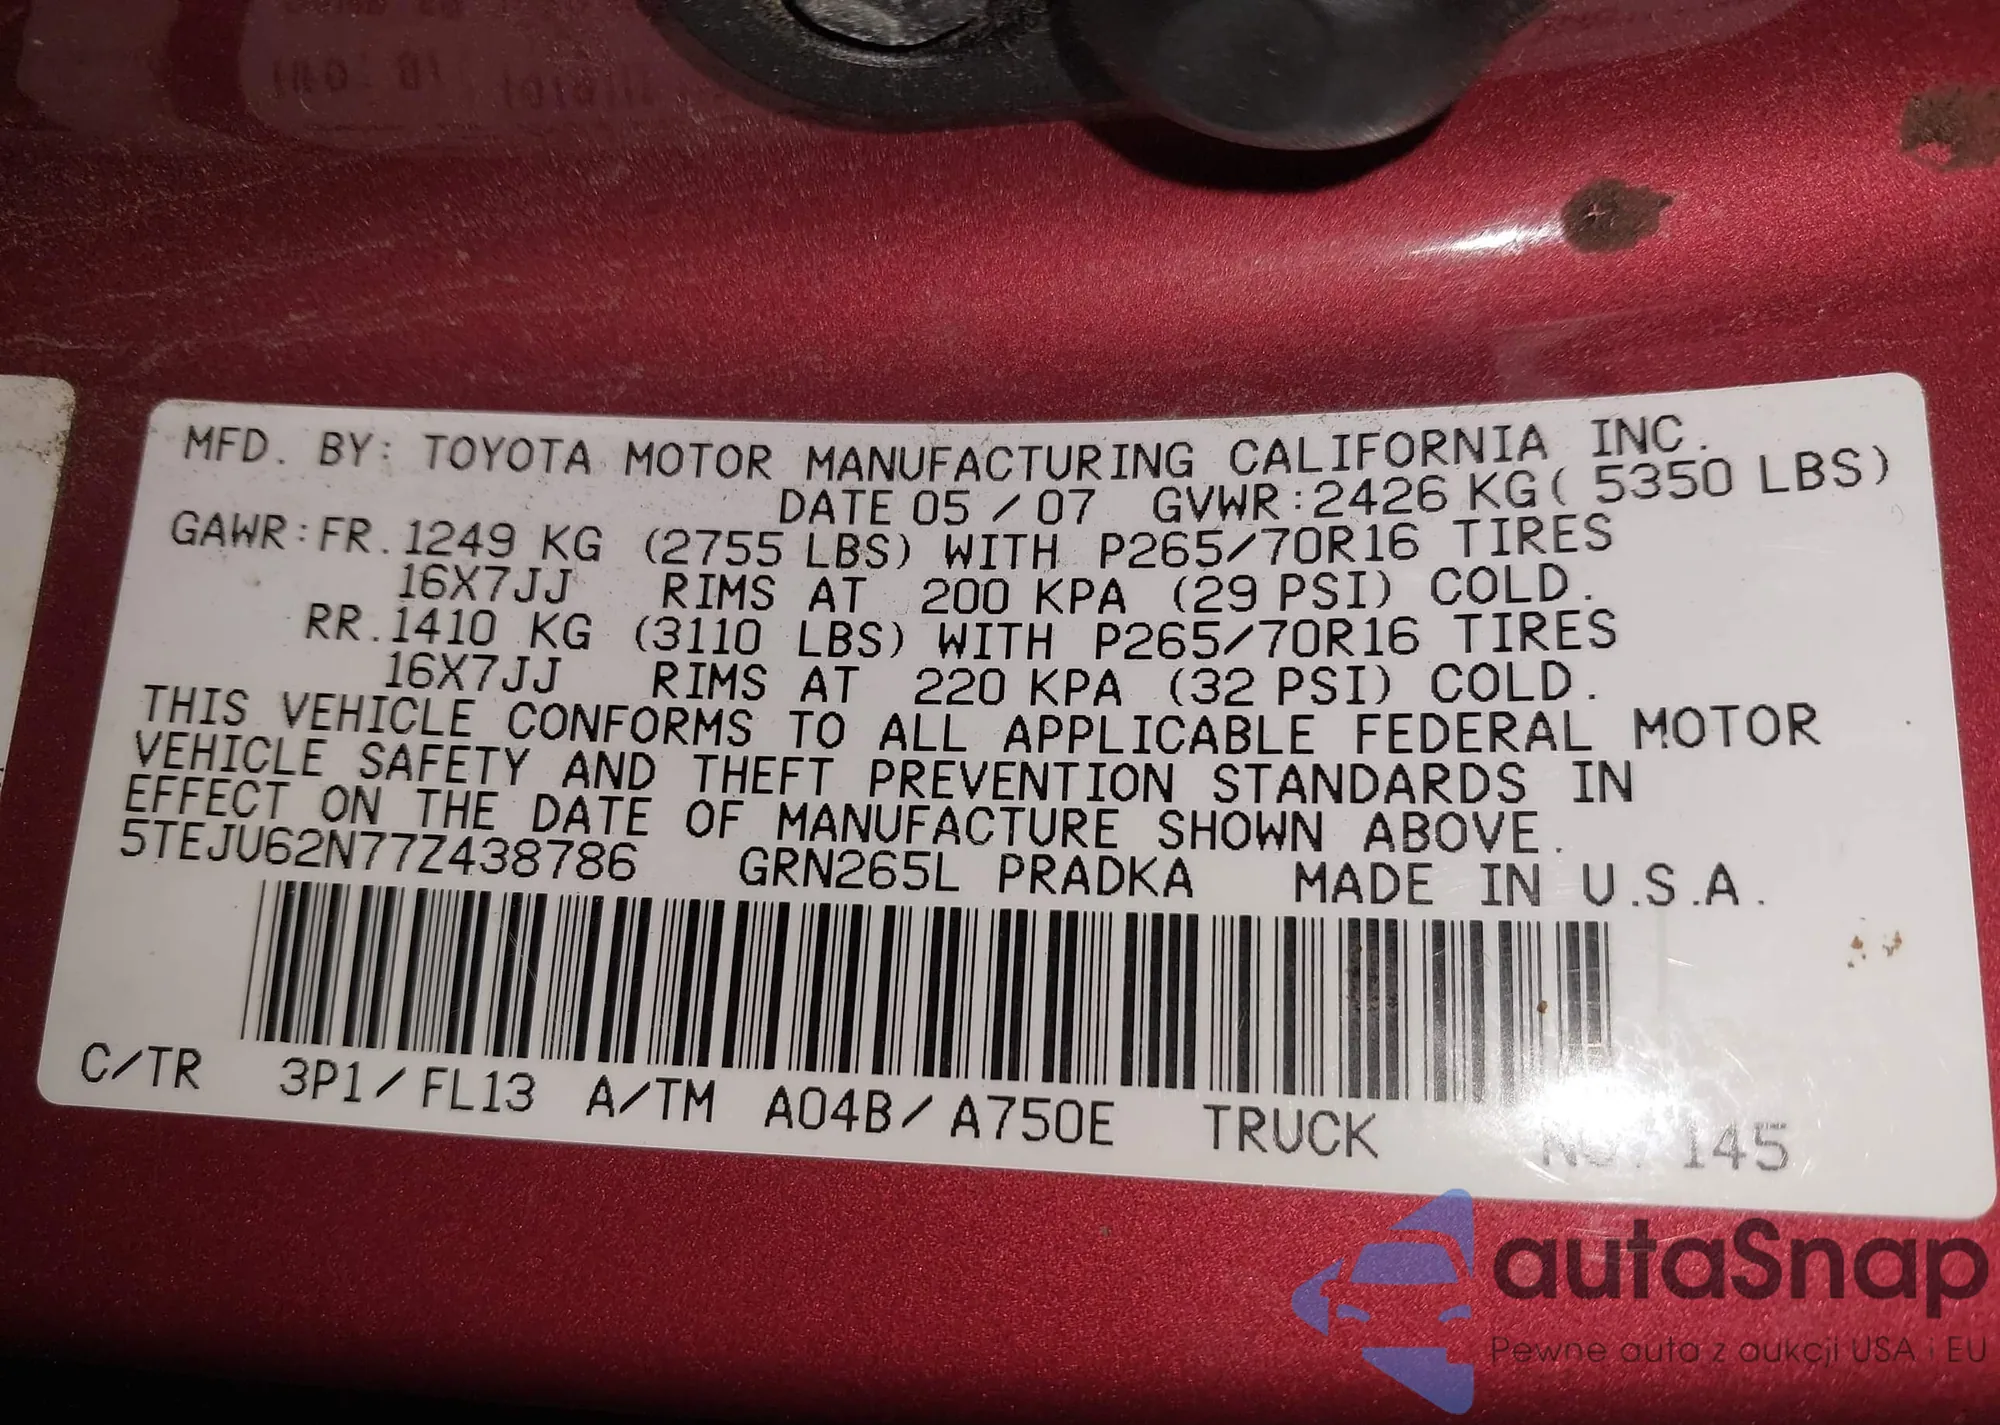 MFD. BY: TOYOTA MOTOR MANUFACTURING CALIFORNIA INC.
DATE 05 / 07 GVWR : 2426 KG ( 5350 LBS)
GAWR : FR. 1249 KG (2755 LBS) WITH P265/70R16 TIRES
16X7JJ RIMS AT 200 KPA (29 PSI) COLD.
RR. 1410 KG (3110 LBS) WITH P265/70R16 TIRES
16X7JJ RIMS AT 220 KPA (32 PSI) COLD.
THIS VEHICLE CONFORMS TO ALL APPLICABLE FEDERAL MOTOR
VEHICLE SAFETY AND THEFT PREVENTION STANDARDS IN
EFFECT ON THE DATE OF MANUFACTURE SHOWN ABOVE.
5TEJU62N77Z438786 GRN265L PRADKA MADE IN U.S.A.
C/TR 3P1 / FL13 A/TM A04B / A750E TRUCK 145
autaSnap
Pewne auta z aukcji USA i EU